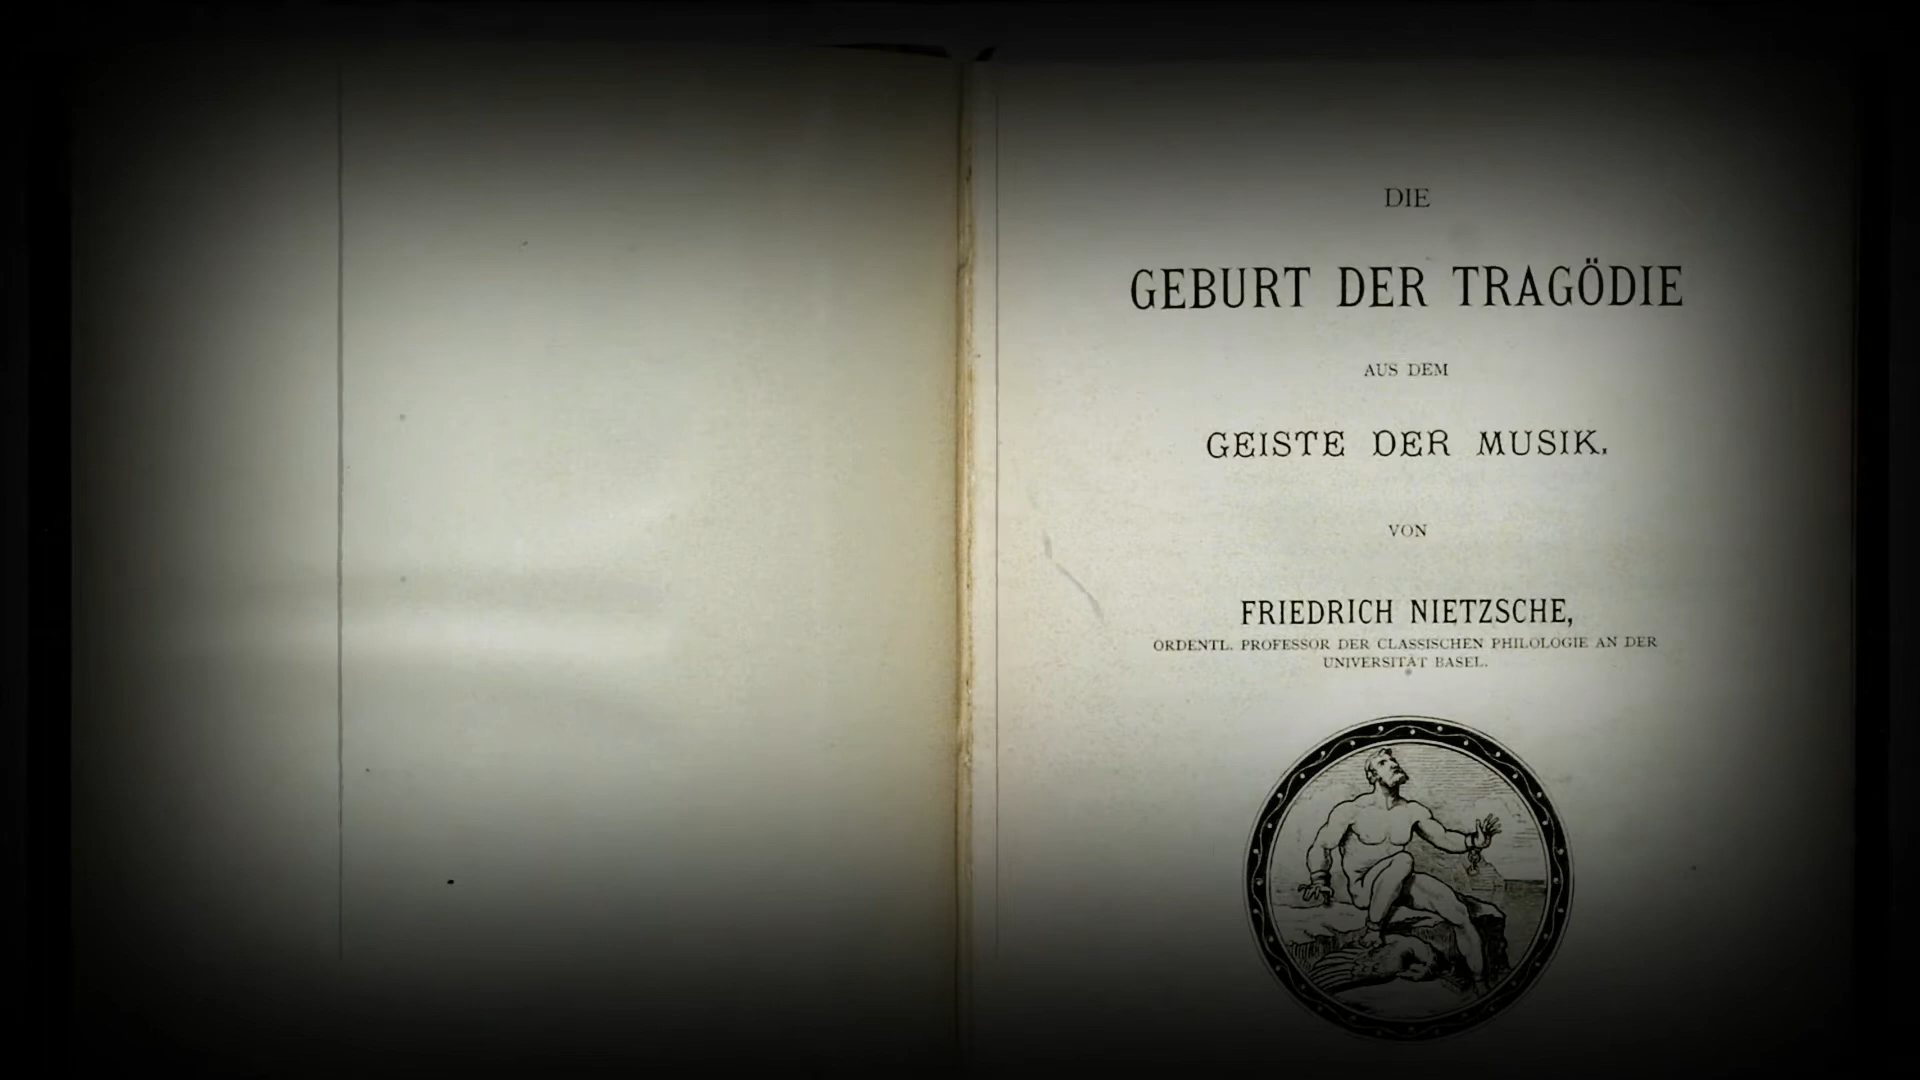 DIE
GEBURT DER TRAGÖDIE
AUS DEM
GEISTE DER MUSIK.
VON
FRIEDRICH NIETZSCHE,
ORDENTL. PROFESSOR DER CLASSISCHEN PHILOLOGIE AN DER
UNIVERSITÄT BASEL.